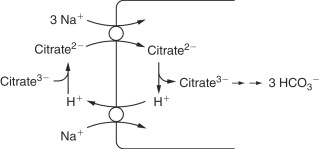 3 Na⁺
Citrate²⁻ Citrate²⁻
Citrate³⁻ Citrate³⁻ 3 HCO₃⁻
H⁺ H⁺
Na⁺